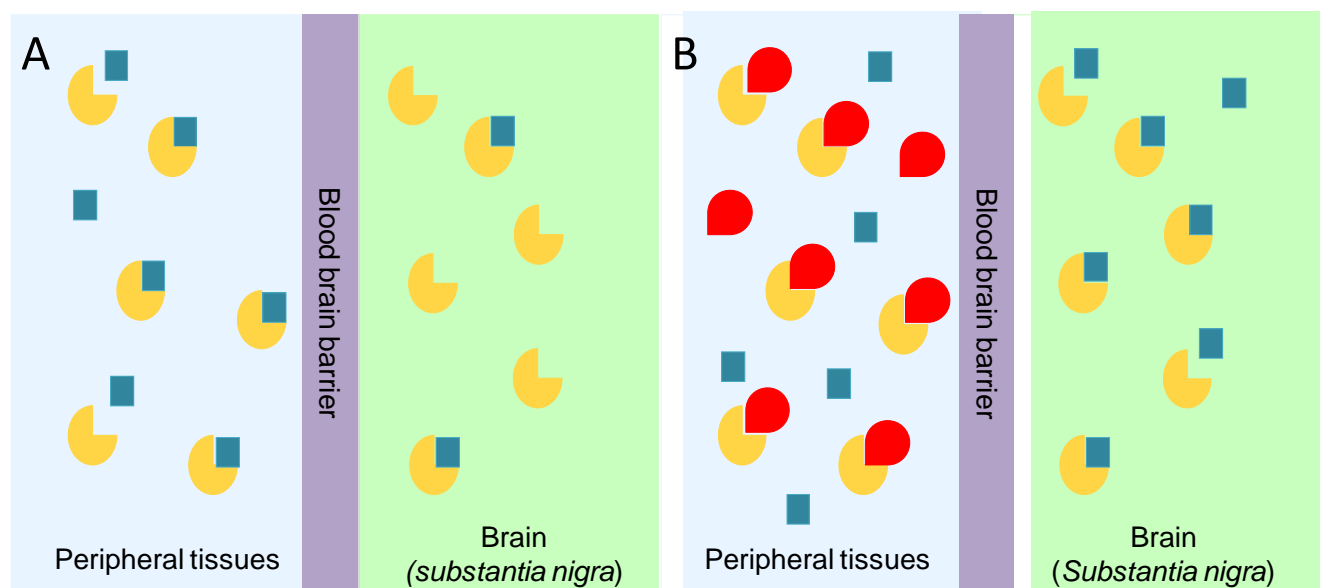 A
Blood brain barrier
Peripheral tissues
Brain
(substantia nigra)
B
Blood brain barrier
Peripheral tissues
Brain
(Substantia nigra)